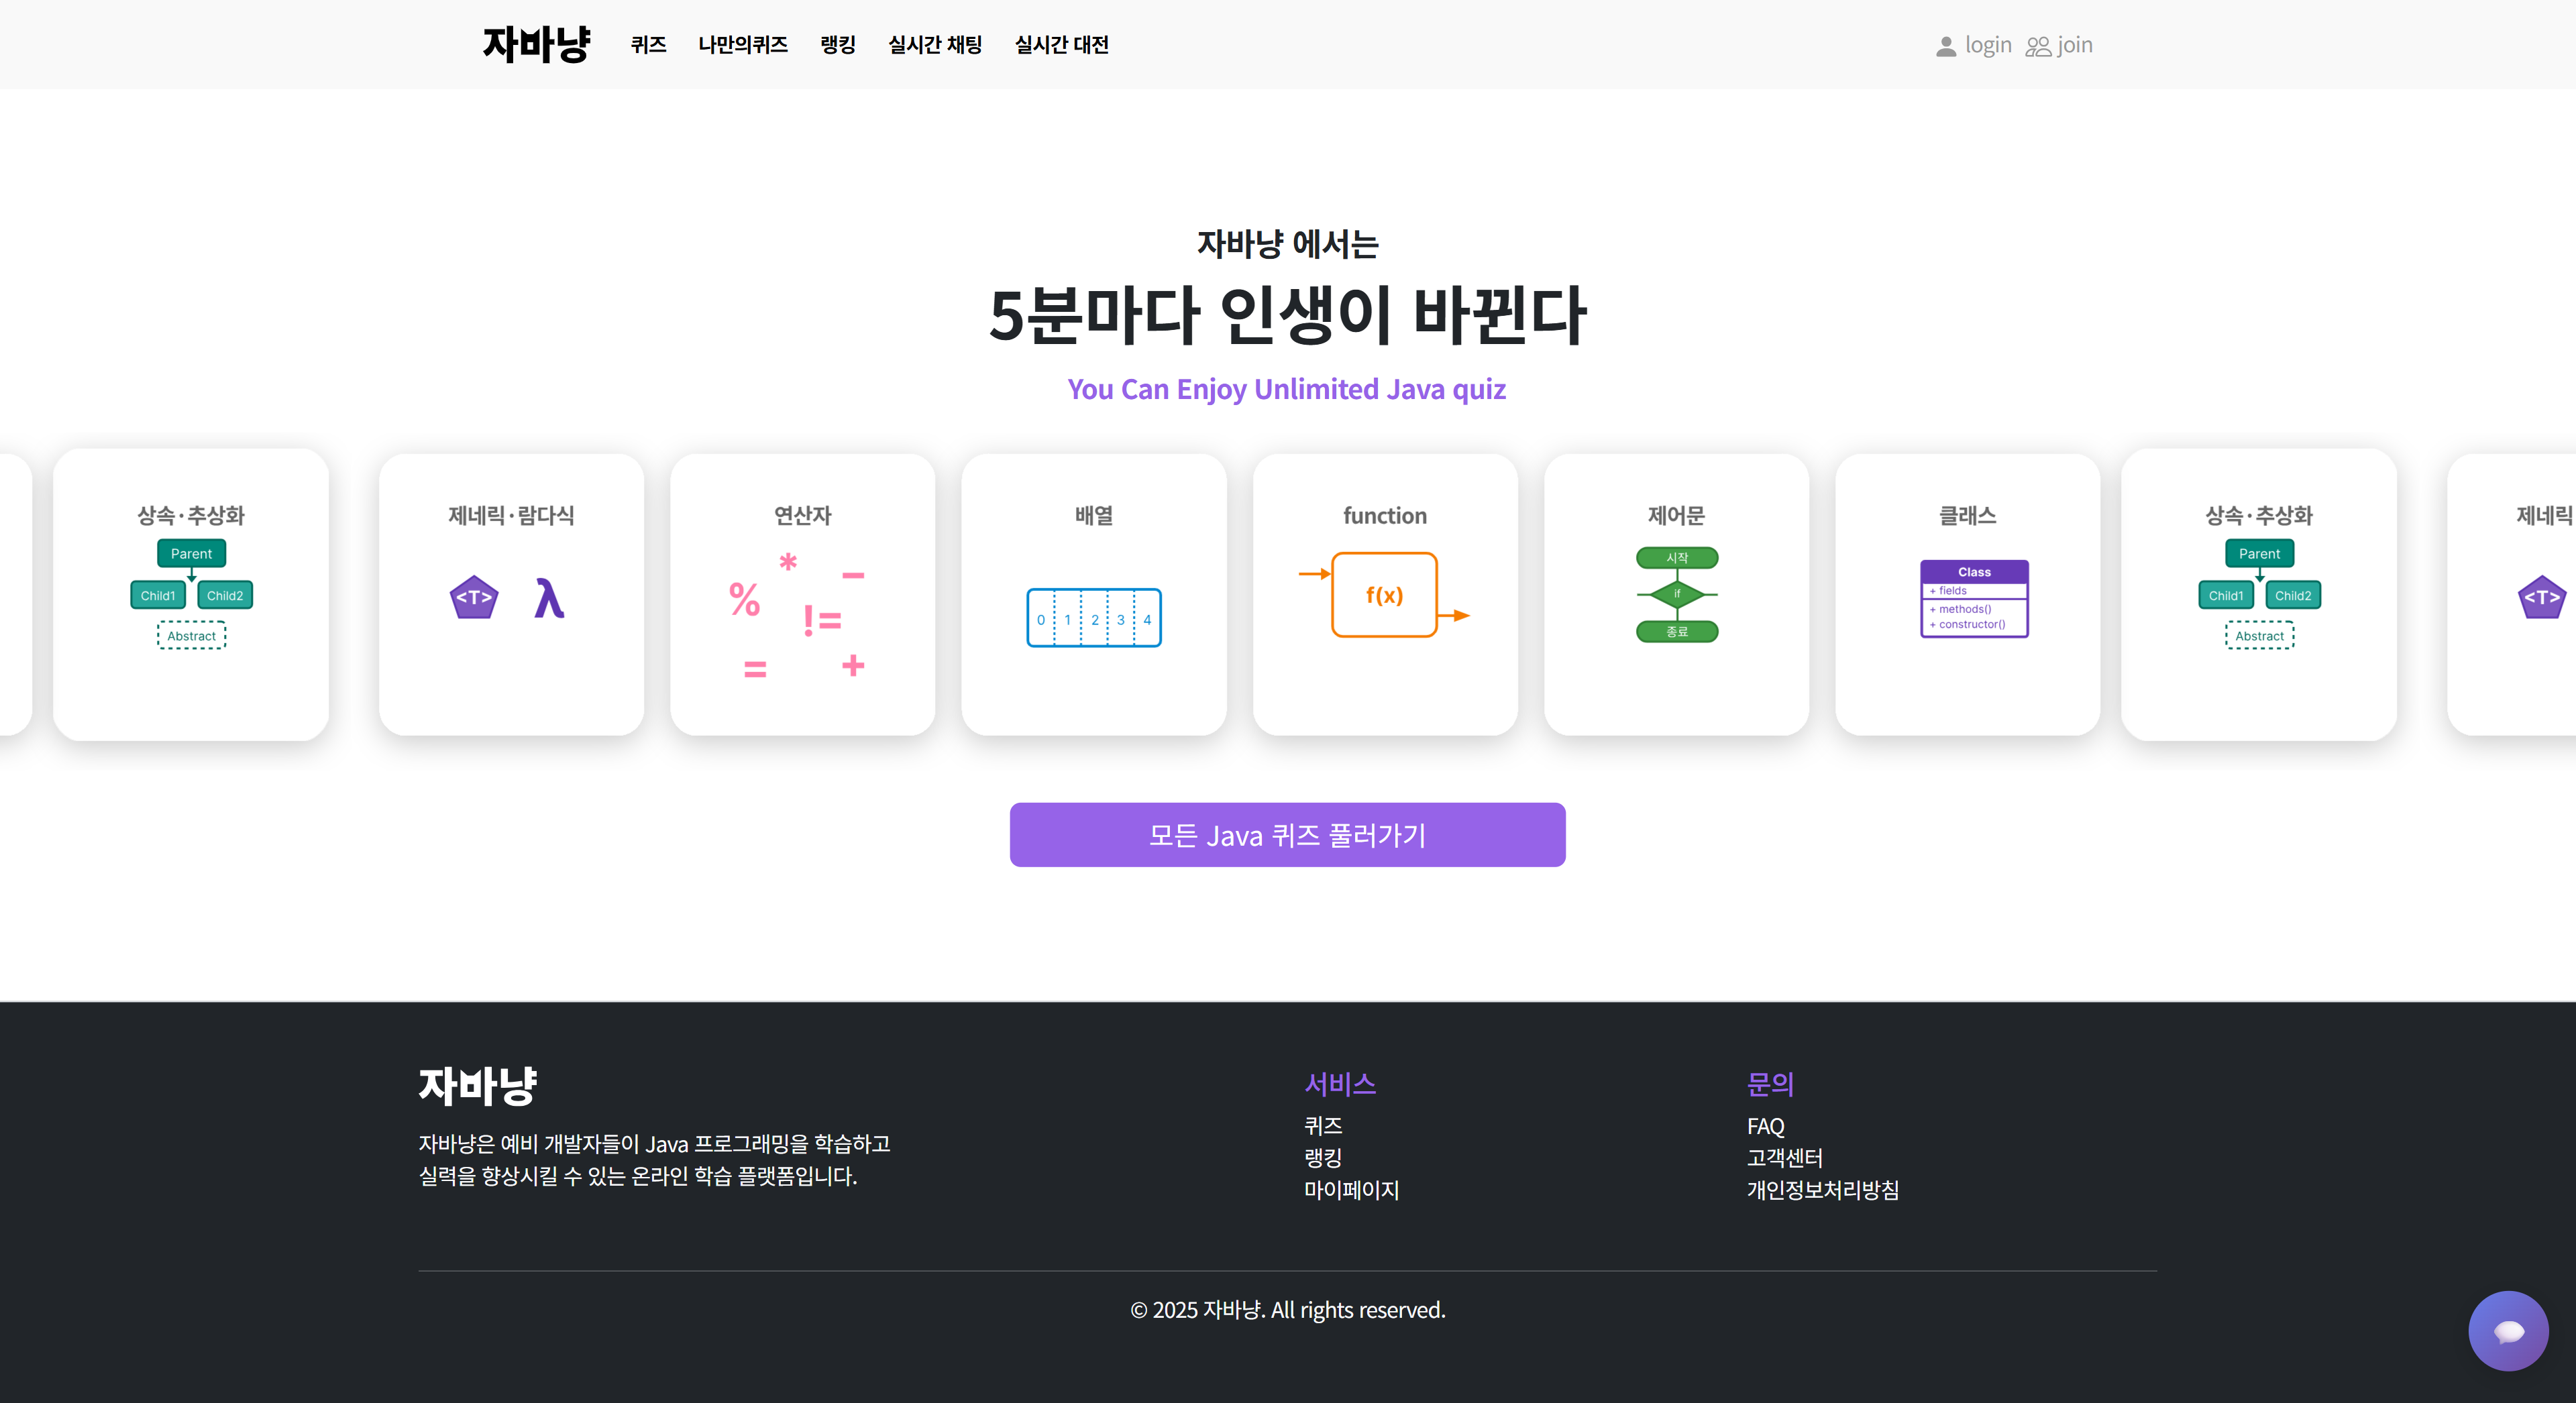 자바냥 퀴즈 나만의퀴즈 랭킹 실시간 채팅 실시간 대전 login join
자바냥 에서는
5분마다 인생이 바뀐다
You Can Enjoy Unlimited Java quiz
상속·추상화
Parent
Child1 Child2
Abstract
제네릭·람다식
<T> λ
연산자
* −
%
!=
= +
배열
0 1 2 3 4
function
f(x)
제어문
시작
if
종료
클래스
Class
+ fields
+ methods()
+ constructor()
상속·추상화
Parent
Child1 Child2
Abstract
제네릭
<T>
모든 Java 퀴즈 풀러가기
자바냥
자바냥은 예비 개발자들이 Java 프로그래밍을 학습하고
실력을 향상시킬 수 있는 온라인 학습 플랫폼입니다.
서비스
퀴즈
랭킹
마이페이지
문의
FAQ
고객센터
개인정보처리방침
© 2025 자바냥. All rights reserved.